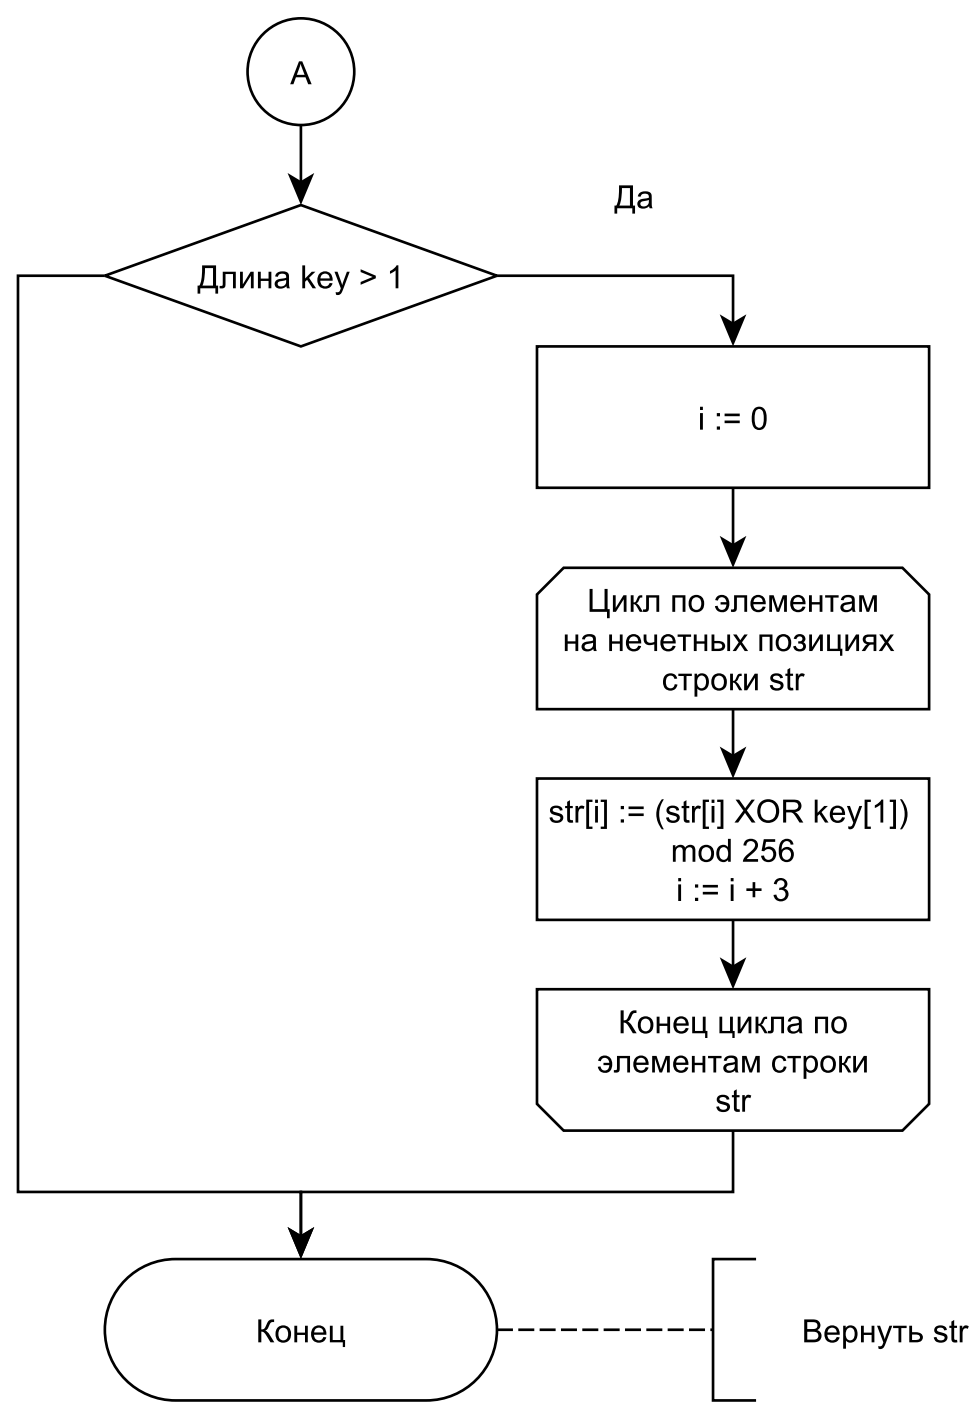 A
Да
Длина key > 1
i := 0
Цикл по элементам
на нечетных позициях
строки str
str[i] := (str[i] XOR key[1])
mod 256
i := i + 3
Конец цикла по
элементам строки
str
Конец
Вернуть str